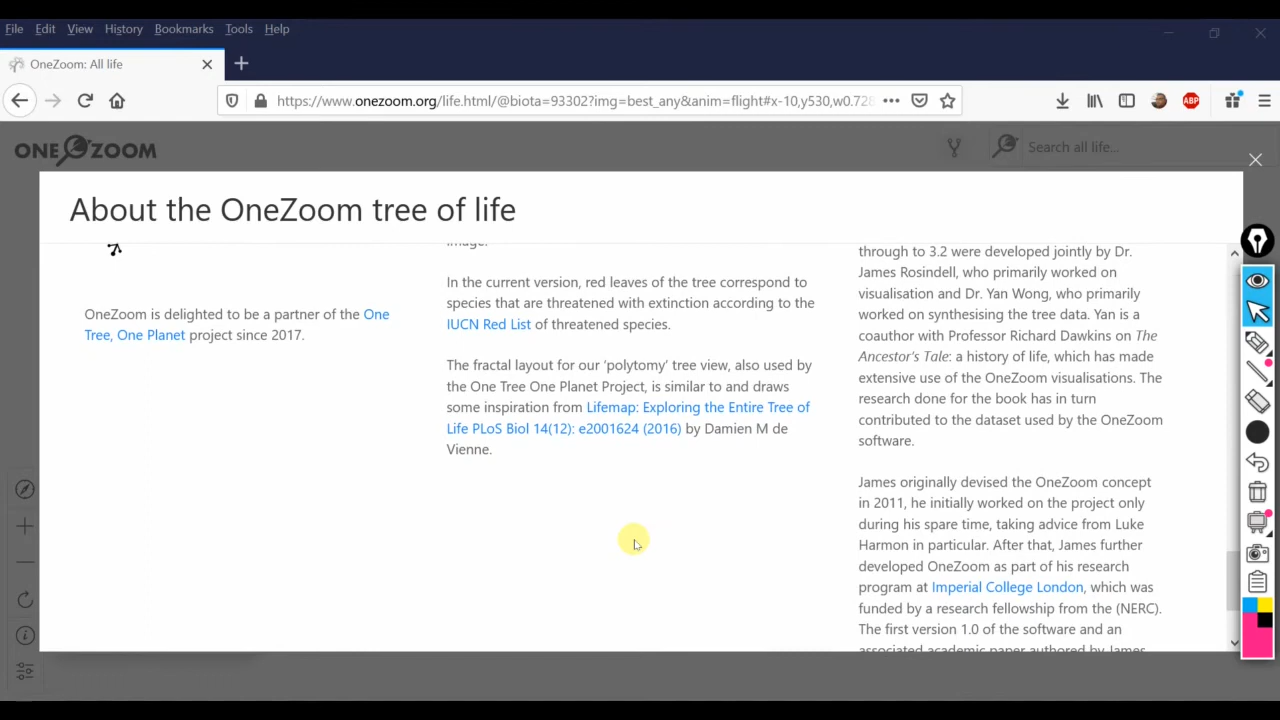 File Edit View History Bookmarks Tools Help
OneZoom: All life
https://www.onezoom.org/life.html/@biota=93302?img=best_any&anim=flight#x-10,y530,w0.728
ABP
ONE ZOOM
Search all life...
About the OneZoom tree of life
OneZoom is delighted to be a partner of the One
Tree, One Planet project since 2017.
image.
In the current version, red leaves of the tree correspond to
species that are threatened with extinction according to the
IUCN Red List of threatened species.
The fractal layout for our ‘polytomy’ tree view, also used by
the One Tree One Planet Project, is similar to and draws
some inspiration from Lifemap: Exploring the Entire Tree of
Life PLoS Biol 14(12): e2001624 (2016) by Damien M de
Vienne.
through to 3.2 were developed jointly by Dr.
James Rosindell, who primarily worked on
visualisation and Dr. Yan Wong, who primarily
worked on synthesising the tree data. Yan is a
coauthor with Professor Richard Dawkins on The
Ancestor's Tale: a history of life, which has made
extensive use of the OneZoom visualisations. The
research done for the book has in turn
contributed to the dataset used by the OneZoom
software.
James originally devised the OneZoom concept
in 2011, he initially worked on the project only
during his spare time, taking advice from Luke
Harmon in particular. After that, James further
developed OneZoom as part of his research
program at Imperial College London, which was
funded by a research fellowship from the (NERC).
The first version 1.0 of the software and an
associated academic paper authored by James